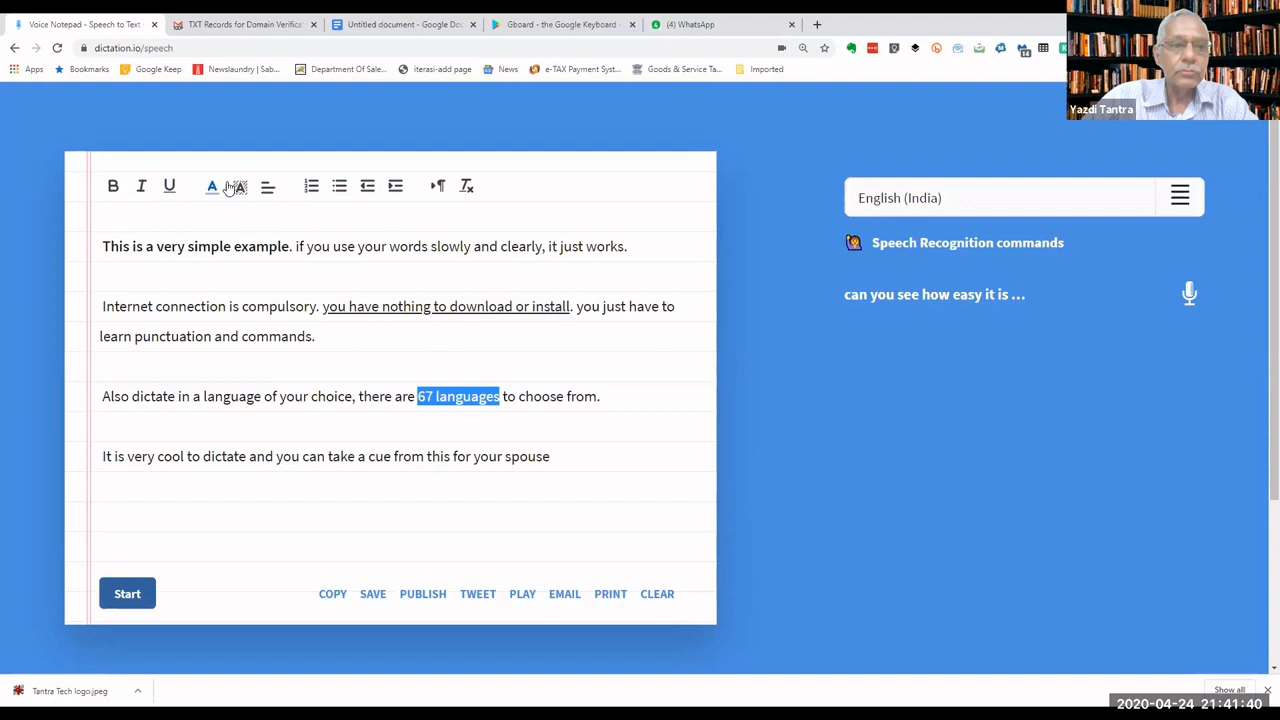 Voice Notepad - Speech to Text
TXT Records for Domain Verifica
Untitled document - Google Doc
Gboard - the Google Keyboard -
(4) WhatsApp
dictation.io/speech
14
Apps
Bookmarks
Google Keep
Newslaundry | Sab...
Department Of Sale...
iterasi-add page
News
e-TAX Payment Syst...
Goods & Service Ta...
Imported
Yazdi Tantra
B I U A A
English (India)
This is a very simple example. if you use your words slowly and clearly, it just works.
Speech Recognition commands
can you see how easy it is ...
Internet connection is compulsory. you have nothing to download or install. you just have to
learn punctuation and commands.
Also dictate in a language of your choice, there are 67 languages to choose from.
It is very cool to dictate and you can take a cue from this for your spouse
Start
COPY SAVE PUBLISH TWEET PLAY EMAIL PRINT CLEAR
Tantra Tech logo.jpeg
Show all
2020-04-24 21:41:40